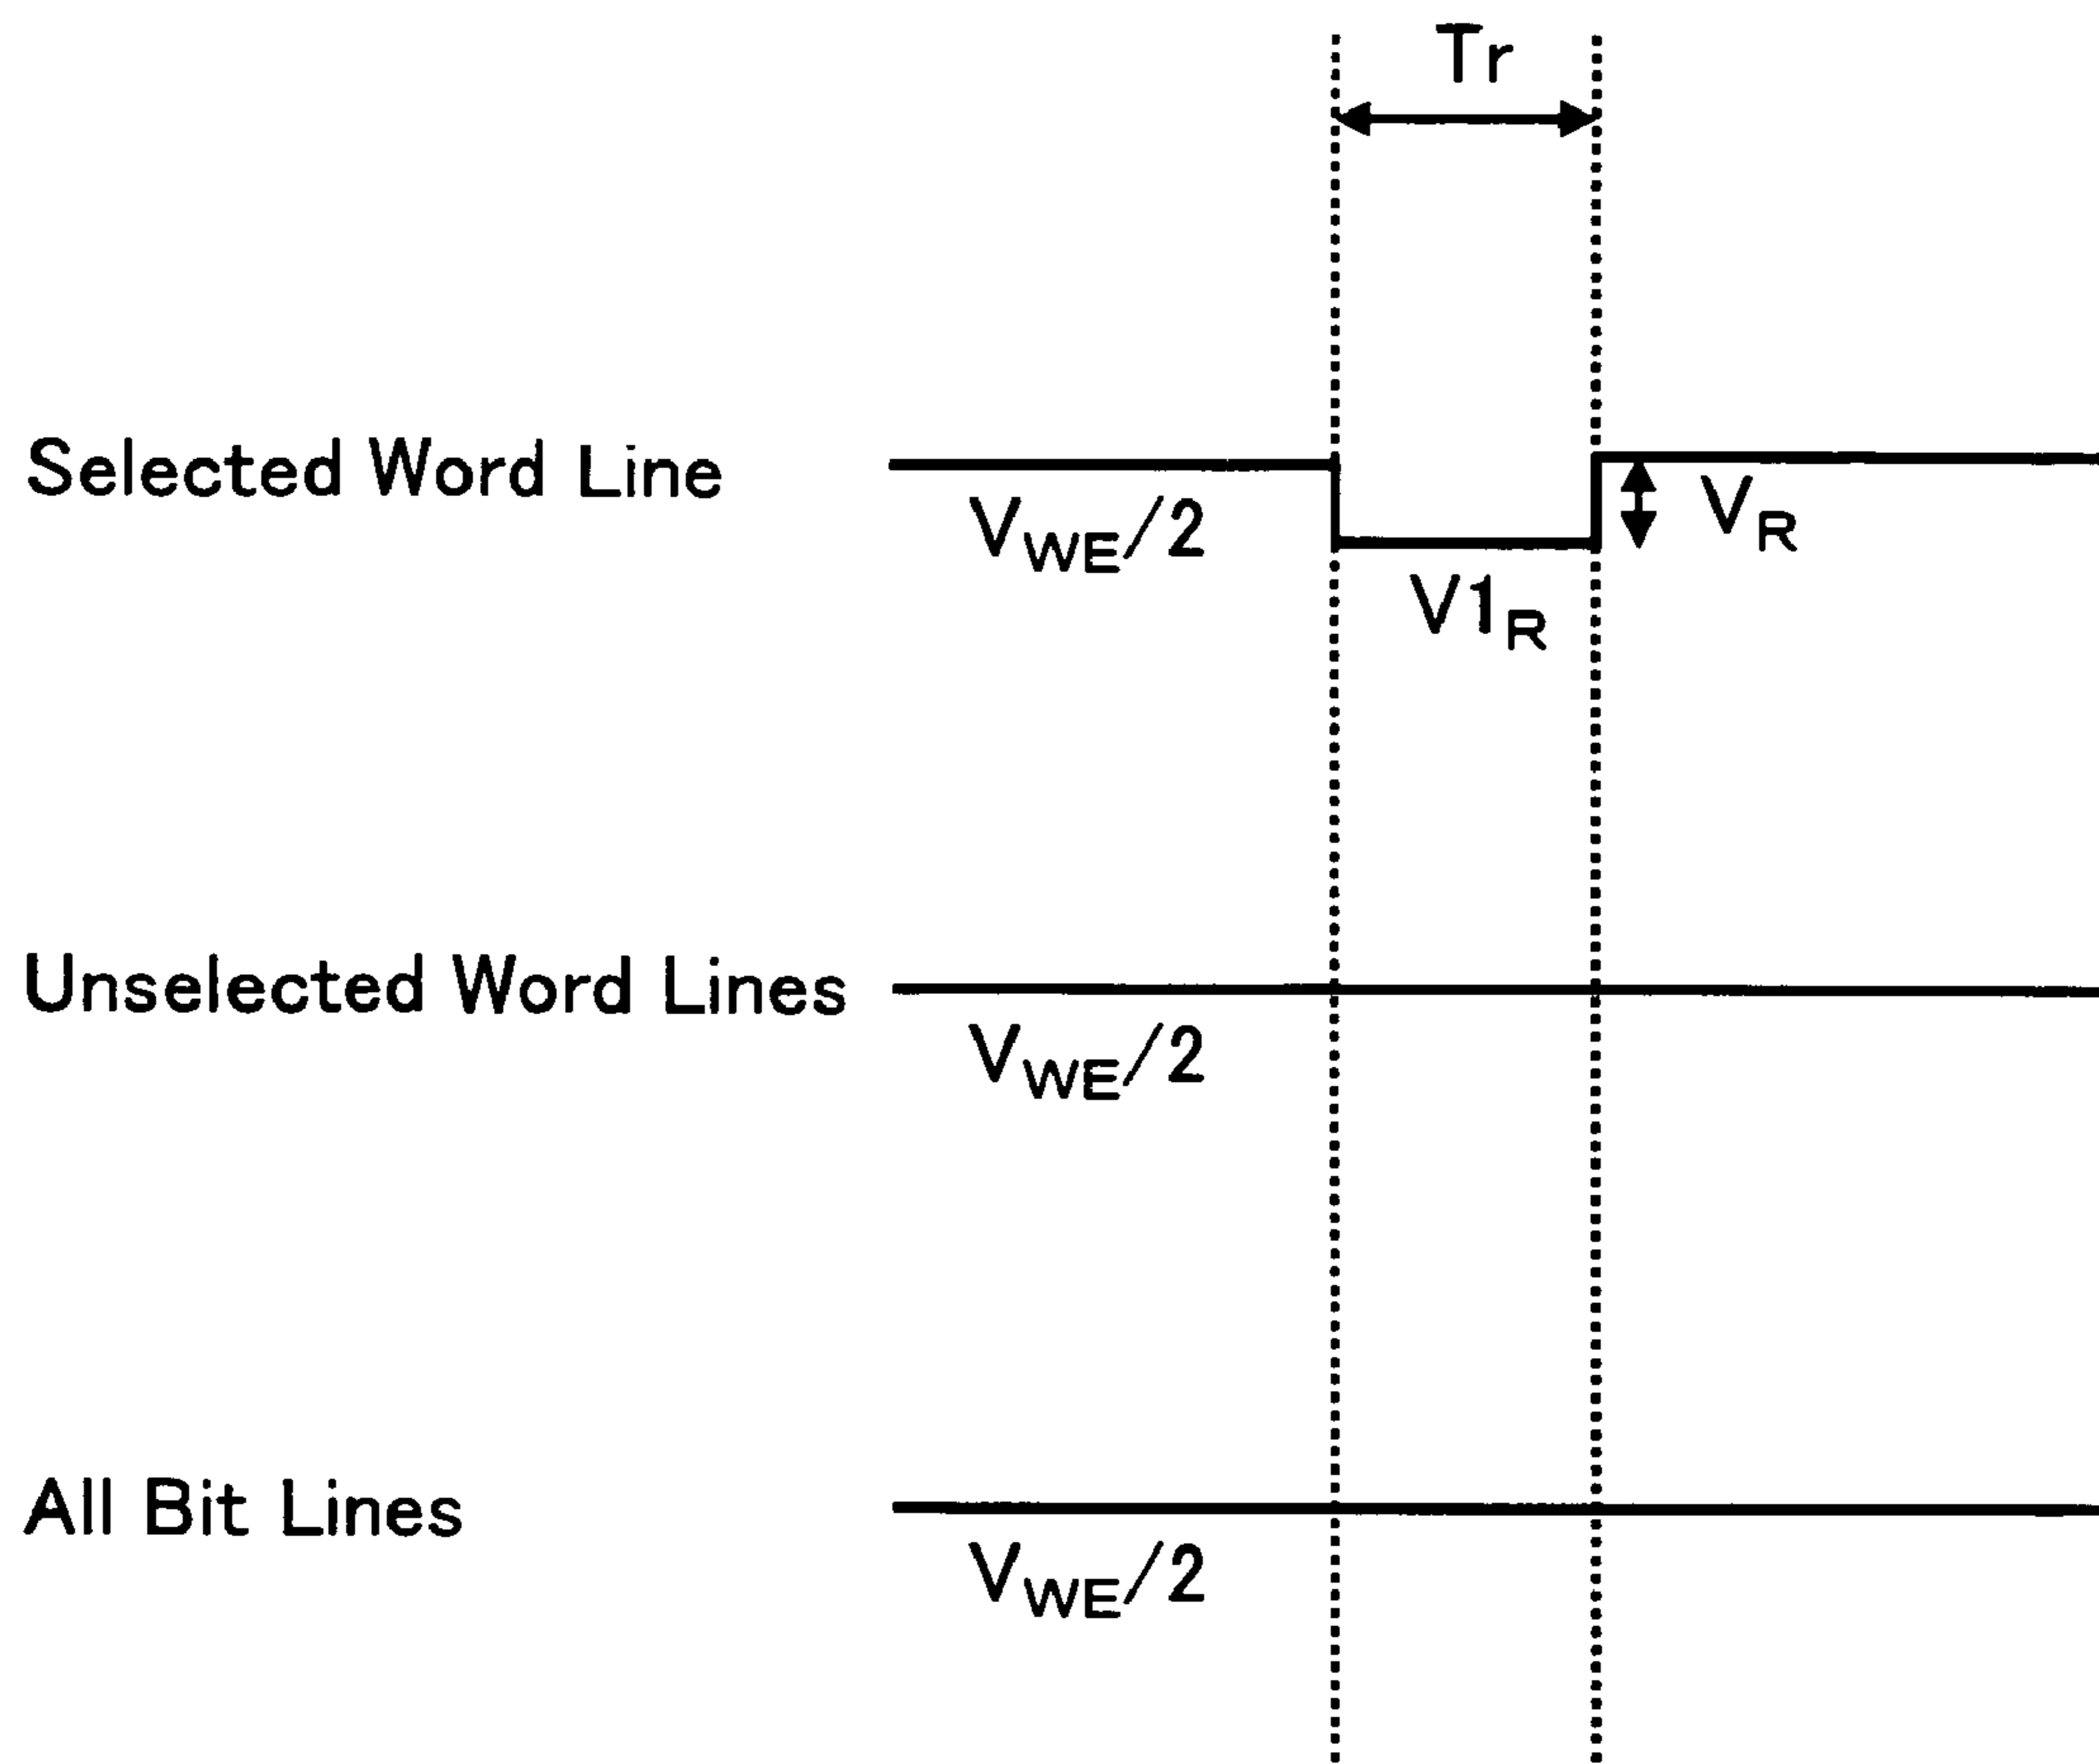 Tr
Selected Word Line
V_WE/2
V_R
V1_R
Unselected Word Lines
V_WE/2
All Bit Lines
V_WE/2